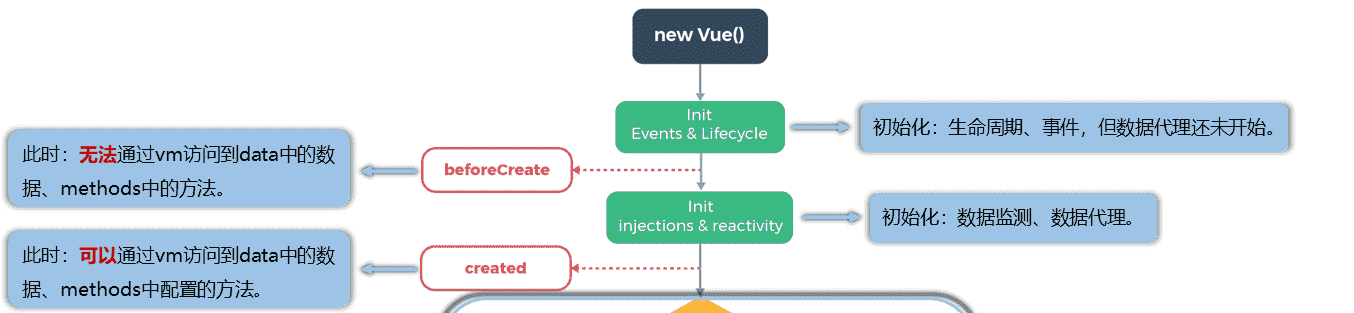 new Vue()
Init
Events & Lifecycle
初始化：生命周期、事件，但数据代理还未开始。
此时：无法通过vm访问到data中的数
据、methods中的方法。
beforeCreate
Init
injections & reactivity
初始化：数据监测、数据代理。
此时：可以通过vm访问到data中的数
据、methods中配置的方法。
created